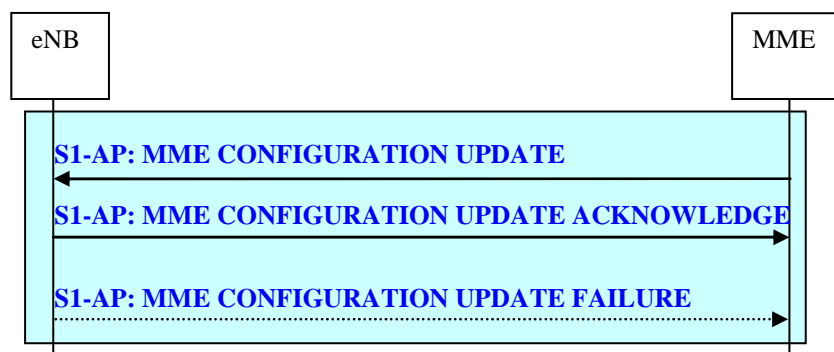 eNB
MME
S1-AP: MME CONFIGURATION UPDATE
S1-AP: MME CONFIGURATION UPDATE ACKNOWLEDGE
S1-AP: MME CONFIGURATION UPDATE FAILURE